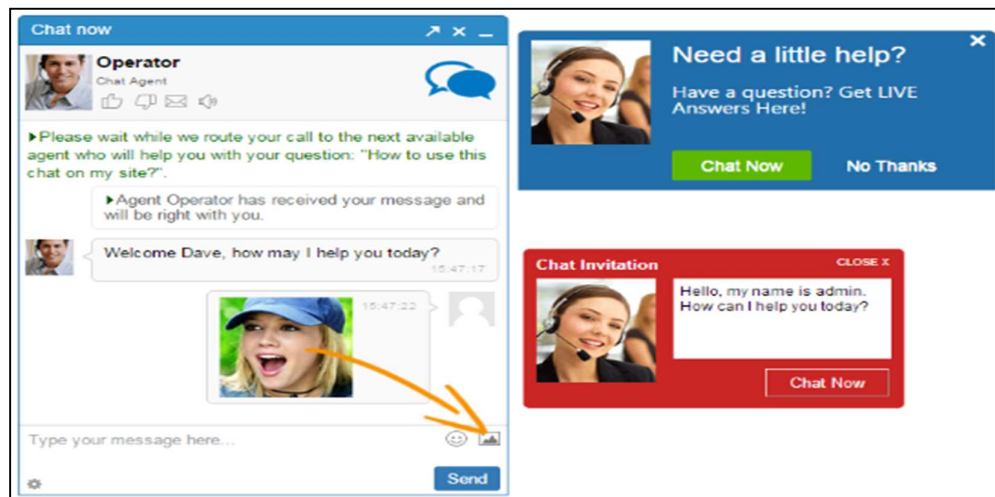 Chat now
Operator
Chat Agent
▶Please wait while we route your call to the next available
agent who will help you with your question: "How to use this
chat on my site?".
▶Agent Operator has received your message and
will be right with you.
Welcome Dave, how may I help you today?
15:47:17
15:47:22
Type your message here...
Send
Need a little help?
Have a question? Get LIVE
Answers Here!
Chat Now
No Thanks
Chat Invitation
CLOSE X
Hello, my name is admin.
How can I help you today?
Chat Now